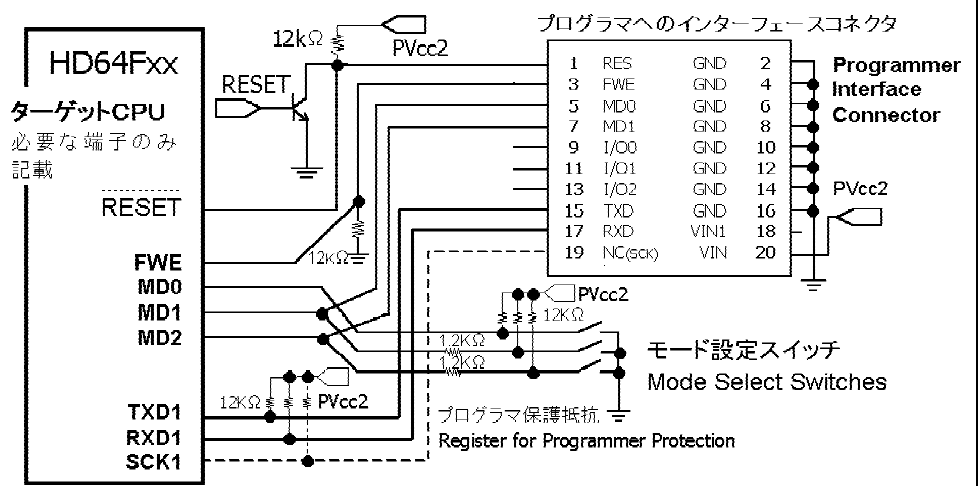 プログラマへのインターフェースコネクタ
12kΩ
PVcc2
HD64Fxx
ターゲットCPU
必要な端子のみ
記載
RESET
1 RES GND 2
3 FWE GND 4
5 MD0 GND 6
7 MD1 GND 8
9 I/O0 GND 10
11 I/O1 GND 12
13 I/O2 GND 14
15 TXD GND 16
17 RXD VIN1 18
19 NC(SCK) VIN 20
Programmer
Interface
Connector
PVcc2
RESET
12KΩ
FWE
MD0
MD1
MD2
PVcc2
12KΩ
1.2KΩ
1.2KΩ
モード設定スイッチ
Mode Select Switches
12KΩ
PVcc2
TXD1
RXD1
SCK1
プログラマ保護抵抗
Register for Programmer Protection